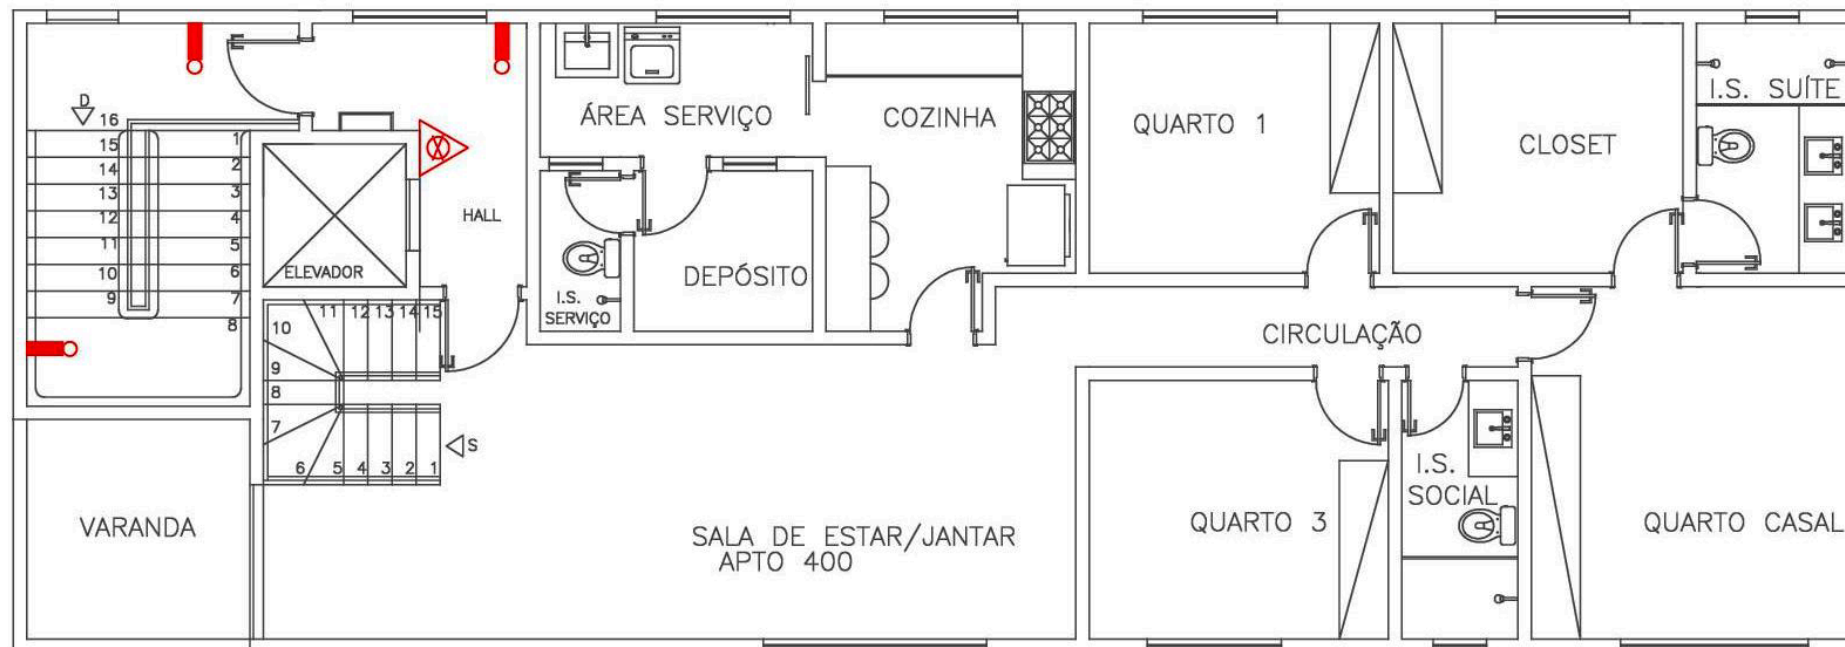 D
16
15
14
13
12
11
10
9
1
2
3
4
5
6
7
8
ELEVADOR
HALL
ÁREA SERVIÇO
I.S.
SERVIÇO
DEPÓSITO
COZINHA
QUARTO 1
CLOSET
I.S. SUÍTE
CIRCULAÇÃO
10
11
12
13
14
15
9
8
7
6
5
4
3
2
1
S
VARANDA
SALA DE ESTAR/JANTAR
APTO 400
QUARTO 3
I.S.
SOCIAL
QUARTO CASAL